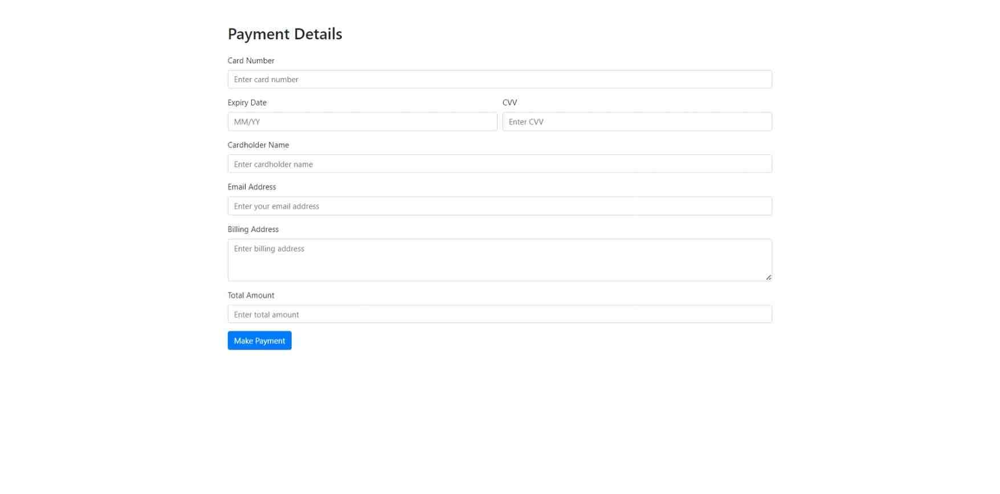 Payment Details
Card Number
Enter card number
Expiry Date
CVV
MM/YY
Enter CVV
Cardholder Name
Enter cardholder name
Email Address
Enter your email address
Billing Address
Enter billing address
Total Amount
Enter total amount
Make Payment